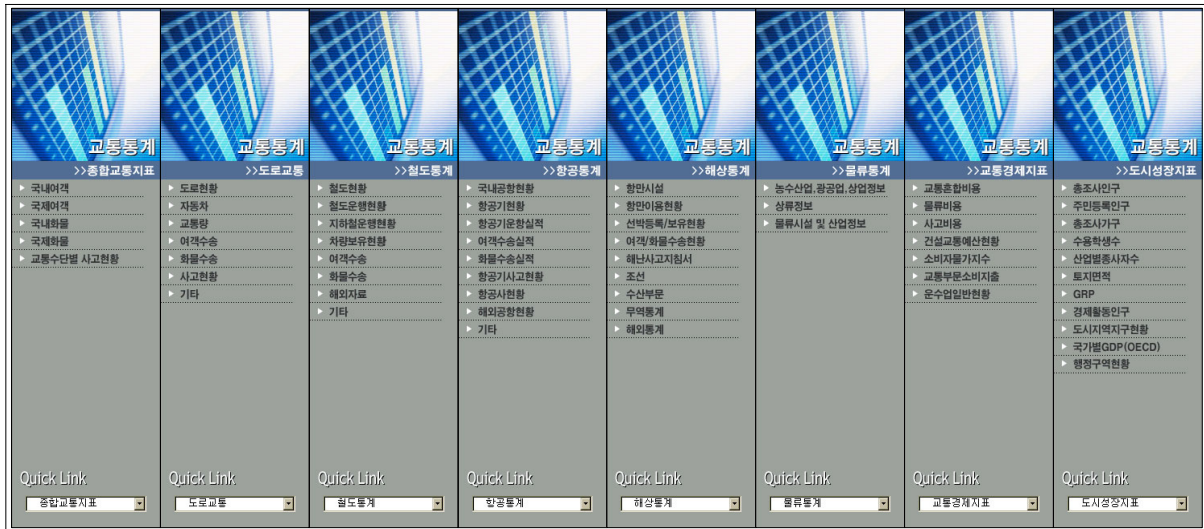 교통통계
>>종합교통지표
국내여객
국제여객
국내화물
국제화물
교통수단별 사고현황
Quick Link
종합교통지표
교통통계
>>도로교통
도로현황
자동차
교통량
여객수송
화물수송
사고현황
기타
Quick Link
도로교통
교통통계
>>철도통계
철도현황
철도운행현황
지하철운행현황
차량보유현황
여객수송
화물수송
해외자료
기타
Quick Link
철도통계
교통통계
>>항공통계
국내공항현황
항공기현황
항공기운항실적
여객수송실적
화물수송실적
항공기사고현황
항공사현황
해외공항현황
기타
Quick Link
항공통계
교통통계
>>해상통계
항만시설
항만이용현황
선박등록/보유현황
여객/화물수송현황
해난사고지침서
조선
수산부문
무역통계
해외통계
Quick Link
해상통계
교통통계
>>물류통계
농수산업,광공업,상업정보
상류정보
물류시설 및 산업정보
Quick Link
물류통계
교통통계
>>교통경제지표
교통혼합비용
물류비용
사고비용
건설교통예산현황
소비자물가지수
교통부문소비지출
운수업일반현황
Quick Link
교통경제지표
교통통계
>>도시성장지표
총조사인구
주민등록인구
총조사가구
수용학생수
산업별종사자수
토지면적
GRP
경제활동인구
도시지역지구현황
국가별GDP(OECD)
행정구역현황
Quick Link
도시성장지표